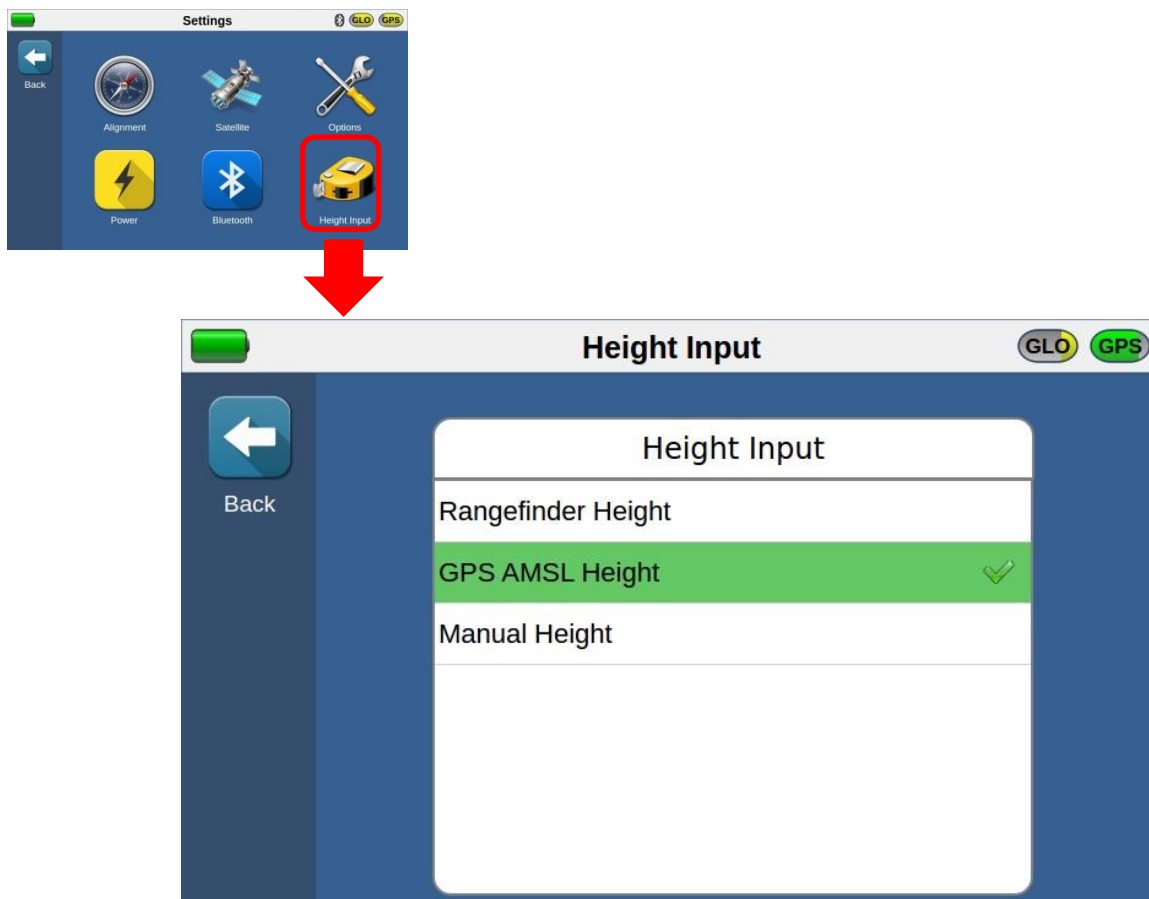 Settings
GLO GPS
Back
Alignment
Satellite
Options
Power
Bluetooth
Height Input
Height Input
GLO GPS
Back
Height Input
Rangefinder Height
GPS AMSL Height
Manual Height